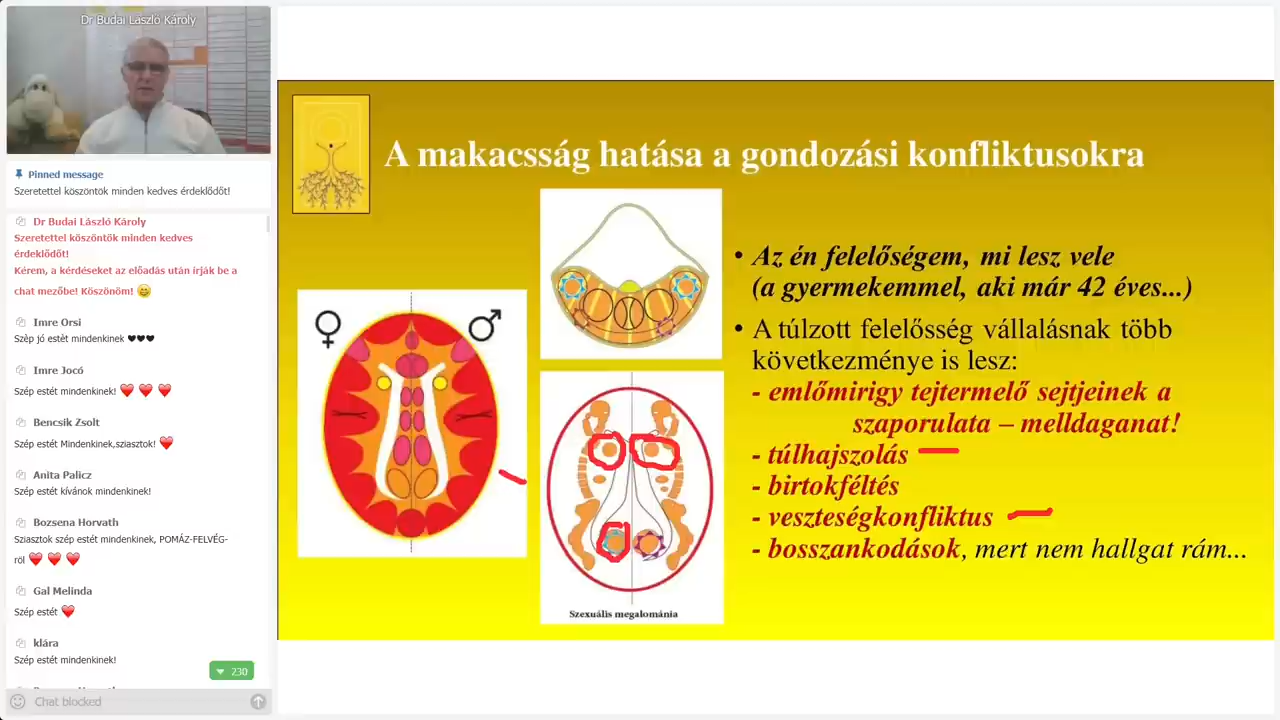 Dr Budai László Károly
Pinned message
Szeretettel köszöntök minden kedves érdeklődőt!
Dr Budai László Károly
Szeretettel köszöntök minden kedves
érdeklődőt!
Kérem, a kérdéseket az előadás után írják be a
chat mezőbe! Köszönöm! 😄
Imre Orsi
Szèp jó estèt mindenkinek ♥♥♥
Imre Jocó
Szép estét mindenkinek! ❤️ ❤️ ❤️
Bencsik Zsolt
Szép estét Mindenkinek,sziasztok! ❤️
Anita Palicz
Szép estét kívánok mindenkinek!
Bozsena Horvath
Sziasztok szép estét mindenkinek, POMÁZ-FELVÉG-
ről ❤️ ❤️ ❤️
Gal Melinda
Szép estét ❤️
klára
Szép estét mindenkinek!
230
Chat blocked
A makacsság hatása a gondozási konfliktusokra
• Az én felelőségem, mi lesz vele
(a gyermekemmel, aki már 42 éves...)
• A túlzott felelősség vállalásnak több
következménye is lesz:
- emlőmirigy tejtermelő sejtjeinek a
szaporulata – melldaganat!
- túlhajszolás
- birtokféltés
- veszteségkonfliktus
- bosszankodások, mert nem hallgat rám...
♀ ♂
Szexuális megalománia